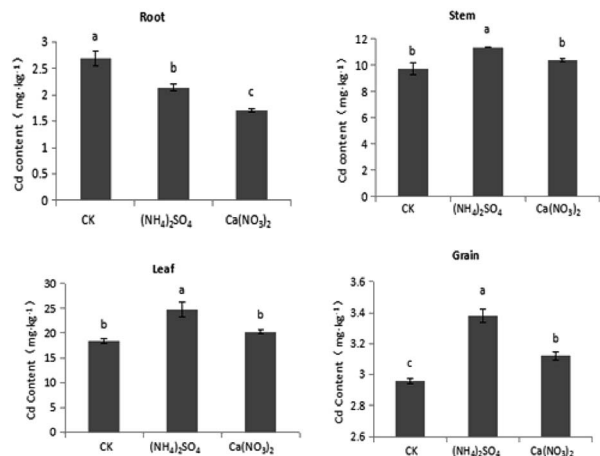 Root
Cd content ( mg·kg⁻¹)
3
2.5
2
1.5
1
0.5
0
a
b
c
CK
(NH₄)₂SO₄
Ca(NO₃)₂
Stem
Cd content ( mg·kg⁻¹)
12
10
8
6
4
2
0
b
a
b
CK
(NH₄)₂SO₄
Ca(NO₃)₂
Leaf
Cd Content ( mg·kg⁻¹)
30
25
20
15
10
5
0
b
a
b
CK
(NH₄)₂SO₄
Ca(NO₃)₂
Grain
Cd Content ( mg·kg⁻¹)
3.6
3.4
3.2
3
2.8
2.6
c
a
b
CK
(NH₄)₂SO₄
Ca(NO₃)₂